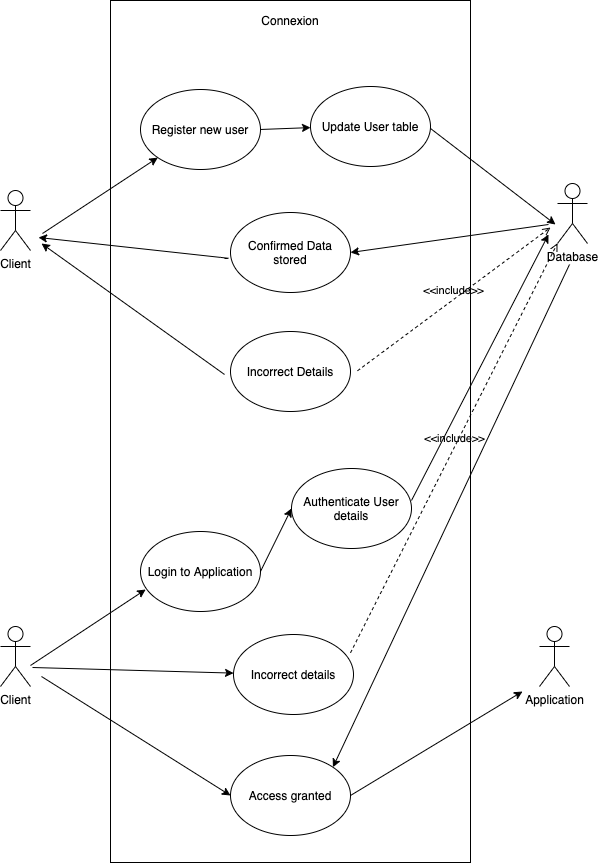 Connexion
Register new user
Update User table
Client
Confirmed Data
stored
Database
<<include>>
Incorrect Details
<<include>>
Authenticate User
details
Login to Application
Client
Incorrect details
Application
Access granted